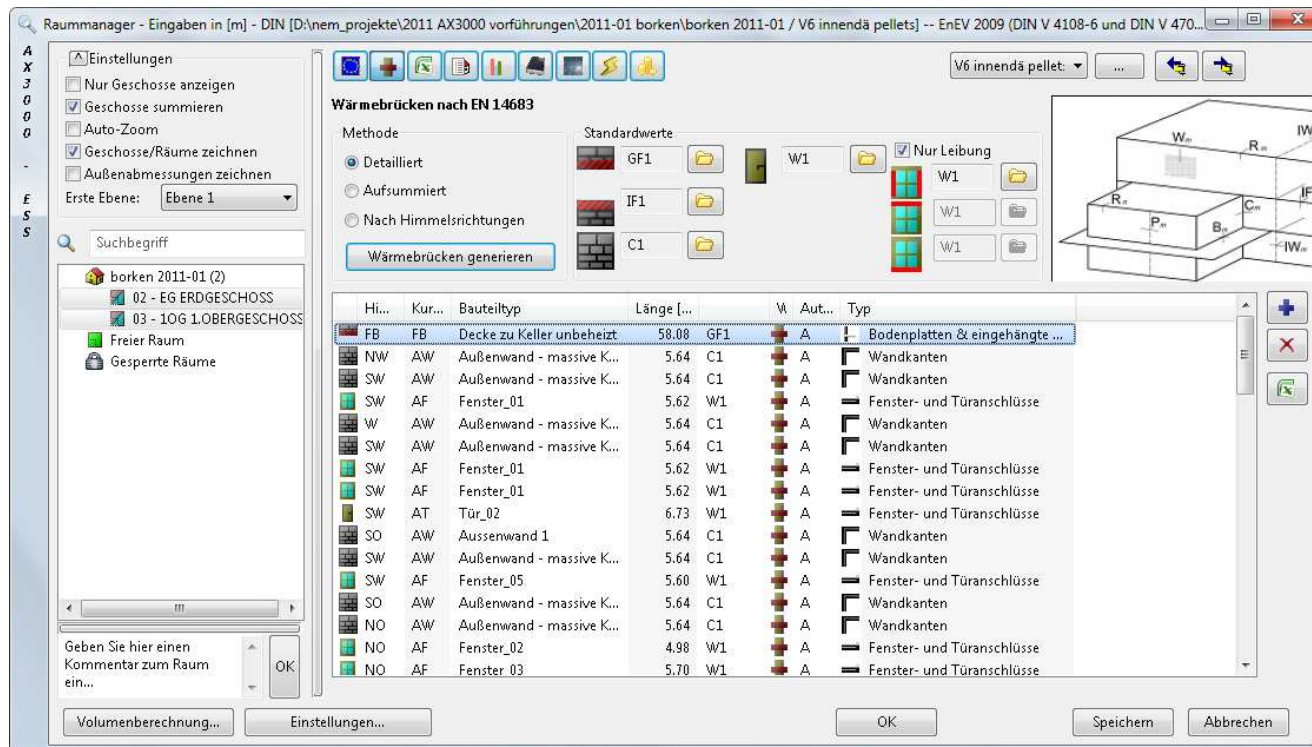 Raummanager - Eingaben in [m] - DIN [D:\nem_projekte\2011 AX3000 vorführungen\2011-01 borken\borken 2011-01 / V6 innendä pellets] -- EnEV 2009 (DIN V 4108-6 und DIN V 470...
AX3000 - ESS
Einstellungen
Nur Geschosse anzeigen
Geschosse summieren
Auto-Zoom
Geschosse/Räume zeichnen
Außenabmessungen zeichnen
Erste Ebene: Ebene 1
Suchbegriff
borken 2011-01 (2)
02 - EG ERDGESCHOSS
03 - 1OG 1.OBERGESCHOSS
Freier Raum
Gesperrte Räume
Geben Sie hier einen
Kommentar zum Raum
ein...
OK
V6 innendä pellet: ...
Wärmebrücken nach EN 14683
Methode
Detailliert
Aufsummiert
Nach Himmelsrichtungen
Wärmebrücken generieren
Standardwerte
GF1
IF1
C1
W1
Nur Leibung
W1
W1
W1
Wm
Rm
IW
Rn
Pm
Cm
Bm
IF
IWm
Hi... Kur... Bauteiltyp Länge [... W Aut... Typ
FB FB Decke zu Keller unbeheizt 58.08 GF1 A Bodenplatten & eingehängte ...
NW AW Außenwand - massive K... 5.64 C1 A Wandkanten
SW AW Außenwand - massive K... 5.64 C1 A Wandkanten
SW AF Fenster_01 5.62 W1 A Fenster- und Türanschlüsse
W AW Außenwand - massive K... 5.64 C1 A Wandkanten
SW AW Außenwand - massive K... 5.64 C1 A Wandkanten
SW AF Fenster_01 5.62 W1 A Fenster- und Türanschlüsse
SW AF Fenster_01 5.62 W1 A Fenster- und Türanschlüsse
SW AT Tür_02 6.73 W1 A Fenster- und Türanschlüsse
SO AW Aussenwand 1 5.64 C1 A Wandkanten
SW AW Außenwand - massive K... 5.64 C1 A Wandkanten
SW AF Fenster_05 5.60 W1 A Fenster- und Türanschlüsse
SO AW Außenwand - massive K... 5.64 C1 A Wandkanten
NO AW Außenwand - massive K... 5.64 C1 A Wandkanten
NO AF Fenster_02 4.98 W1 A Fenster- und Türanschlüsse
NO AF Fenster 03 5.70 W1 A Fenster- und Türanschlüsse
Volumenberechnung... Einstellungen... OK Speichern Abbrechen